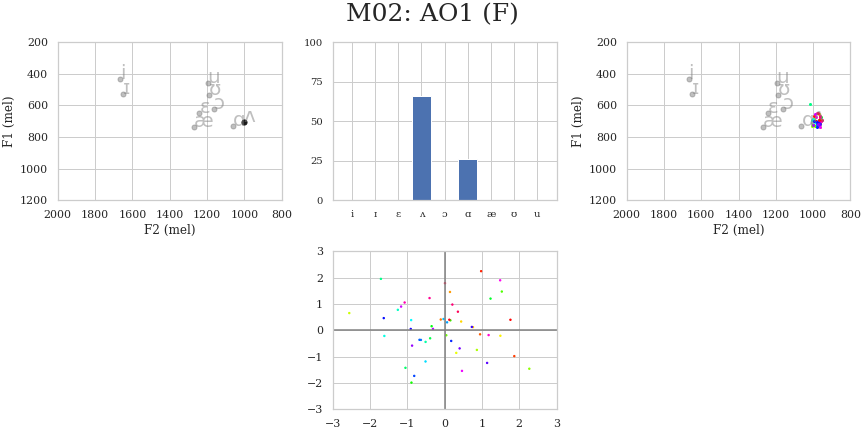 M02: AO1 (F)
200
400
600
800
1000
1200
2000 1800 1600 1400 1200 1000 800
F1 (mel)
F2 (mel)
i
ɪ
u
ʊ
ɛ
ɔ
æ
ɑ
ʌ
100
75
50
25
0
i ɪ ɛ ʌ ɔ ɑ æ ʊ u
200
400
600
800
1000
1200
2000 1800 1600 1400 1200 1000 800
F1 (mel)
F2 (mel)
i
ɪ
u
ʊ
ɛ
ɔ
æ
ɑ
3
2
1
0
−1
−2
−3
−3 −2 −1 0 1 2 3